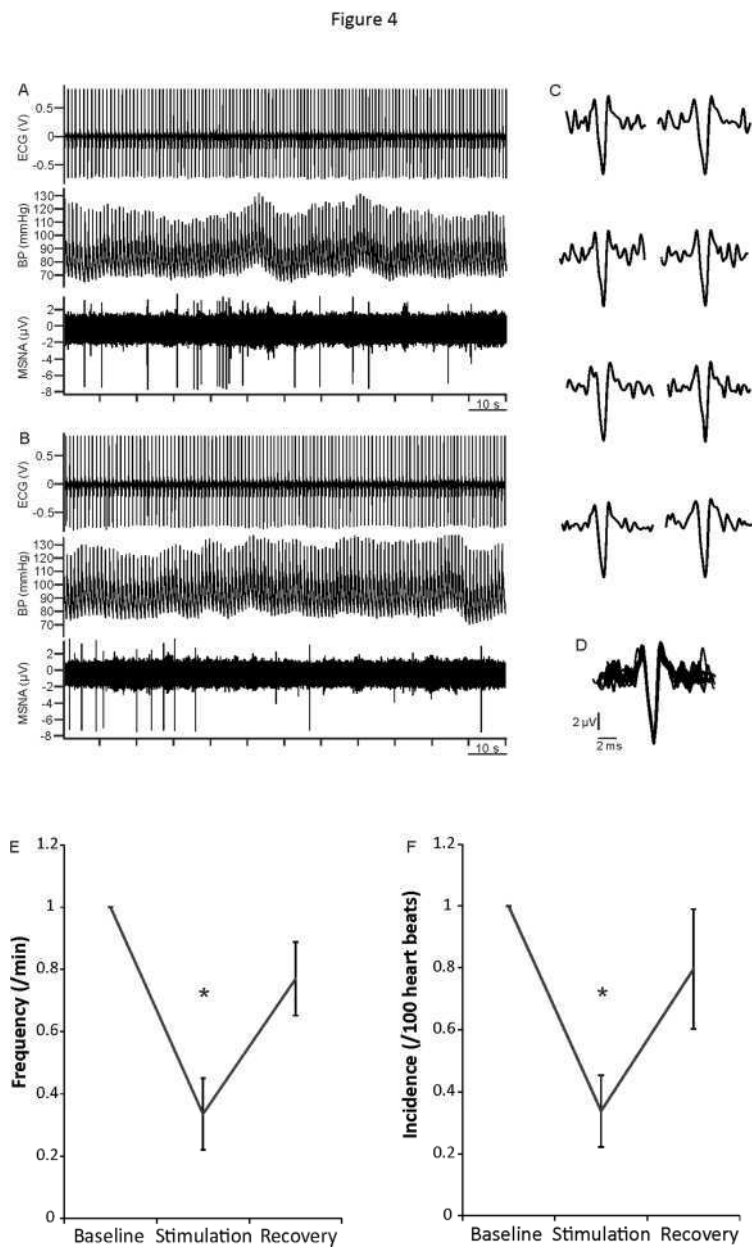 Figure 4
A
ECG (V)
0.5
0
-0.5
BP (mmHg)
130
120
110
100
90
80
70
MSNA (µV)
2
0
-2
-4
-6
-8
10 s
B
ECG (V)
0.5
0
-0.5
BP (mmHg)
130
120
110
100
90
80
70
MSNA (µV)
2
0
-2
-4
-6
-8
10 s
C
D
2 µV
2 ms
E
Frequency (/min)
1.2
1
0.8
0.6
0.4
0.2
0
*
Baseline Stimulation Recovery
F
Incidence (/100 heart beats)
1.2
1
0.8
0.6
0.4
0.2
0
*
Baseline Stimulation Recovery